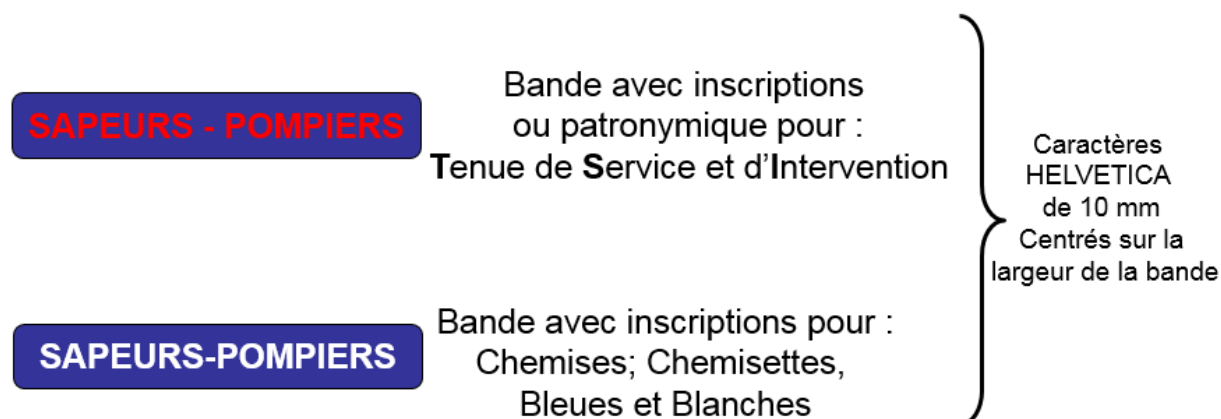 SAPEURS - POMPIERS
Bande avec inscriptions
ou patronymique pour :
Tenue de Service et d’Intervention
SAPEURS-POMPIERS
Bande avec inscriptions pour :
Chemises; Chemisettes,
Bleues et Blanches
Caractères
HELVETICA
de 10 mm
Centrés sur la
largeur de la bande